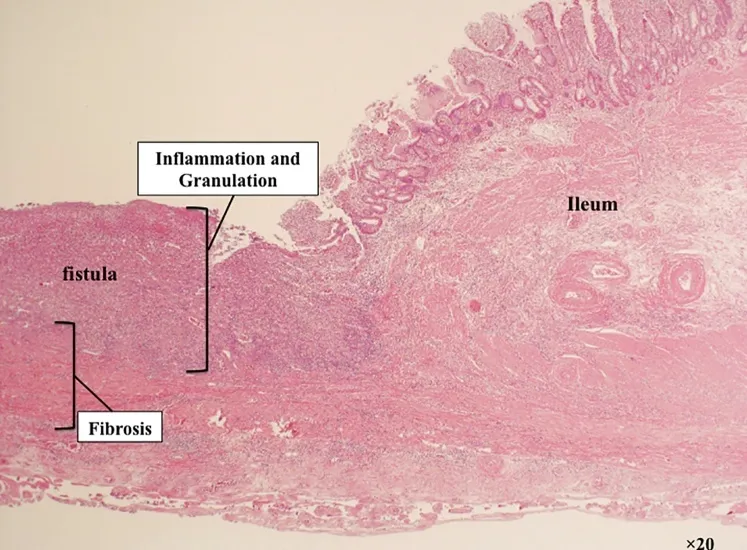 Inflammation and
Granulation
Ileum
fistula
Fibrosis
×20